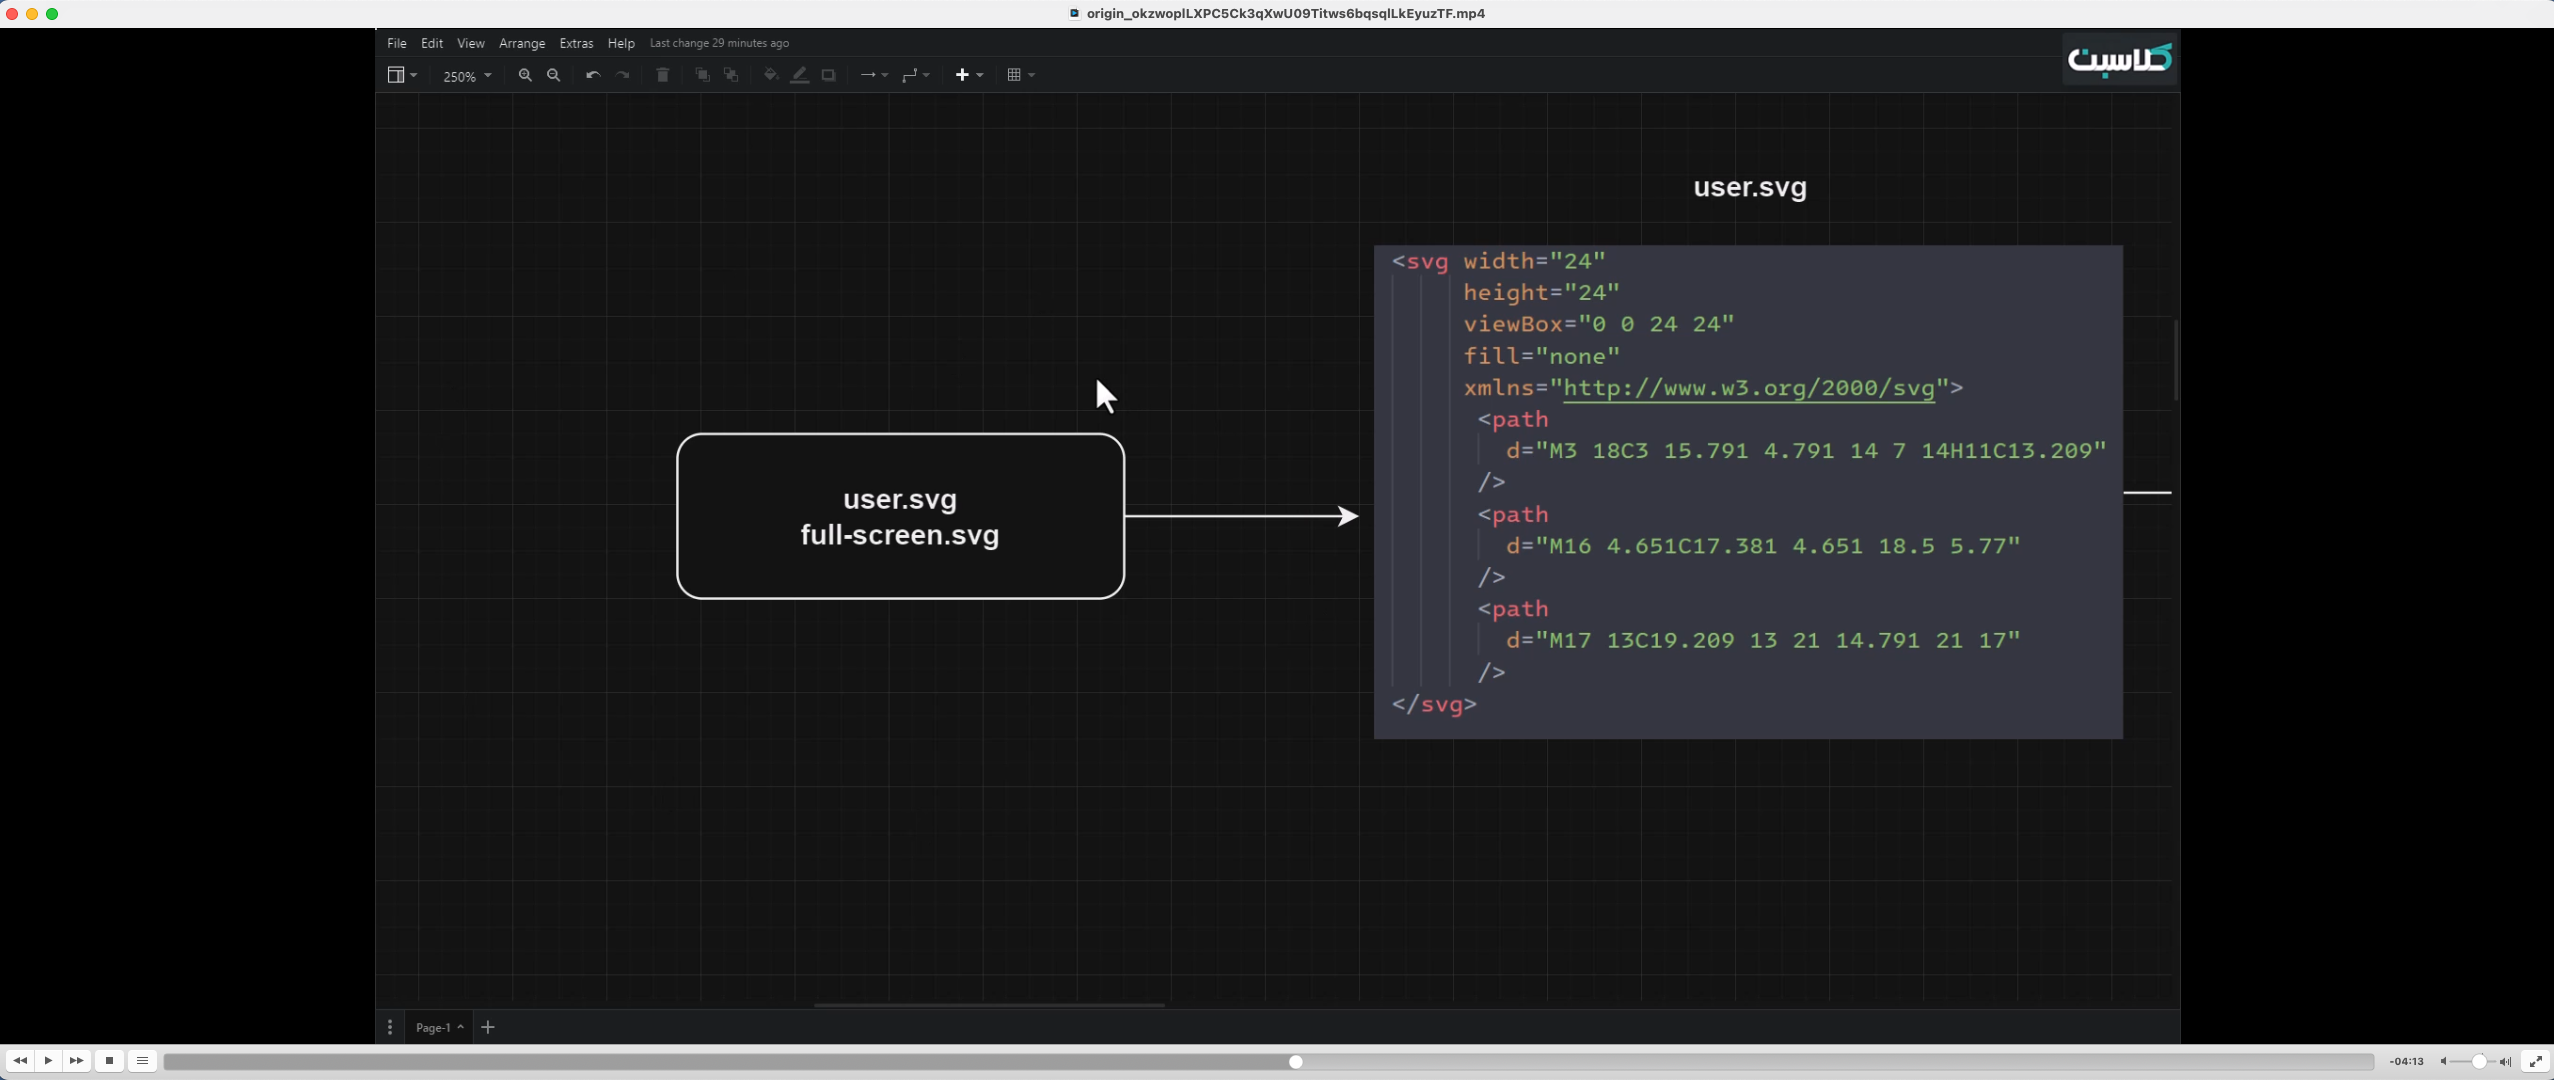 origin_okzwoplLXPC5Ck3qXwU09Titws6bqsqlLkEyuzTF.mp4
File Edit View Arrange Extras Help Last change 29 minutes ago
کلاسبن
250%
user.svg
<svg width="24"
height="24"
viewBox="0 0 24 24"
fill="none"
xmlns="http://www.w3.org/2000/svg">
<path
d="M3 18C3 15.791 4.791 14 7 14H11C13.209"
/>
<path
d="M16 4.651C17.381 4.651 18.5 5.77"
/>
<path
d="M17 13C19.209 13 21 14.791 21 17"
/>
</svg>
user.svg
full-screen.svg
Page-1
-04:13